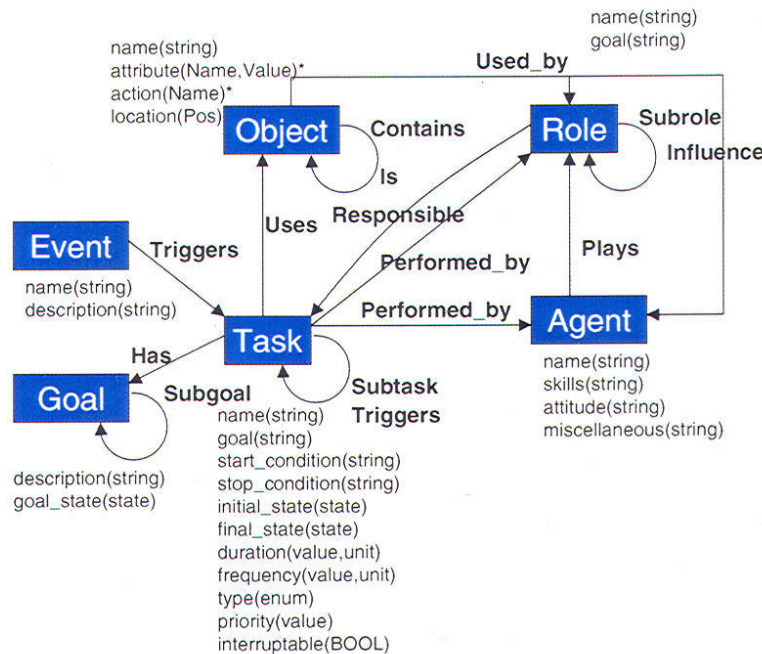 name(string)
attribute(Name,Value)*
action(Name)*
location(Pos)
name(string)
goal(string)
Used_by
Object
Contains
Is
Role
Subrole
Influence
Uses
Responsible
Event
name(string)
description(string)
Triggers
Performed_by
Plays
Task
Performed_by
Agent
name(string)
skills(string)
attitude(string)
miscellaneous(string)
Has
Goal
Subgoal
description(string)
goal_state(state)
Subtask
Triggers
name(string)
goal(string)
start_condition(string)
stop_condition(string)
initial_state(state)
final_state(state)
duration(value,unit)
frequency(value,unit)
type(enum)
priority(value)
interruptable(BOOL)